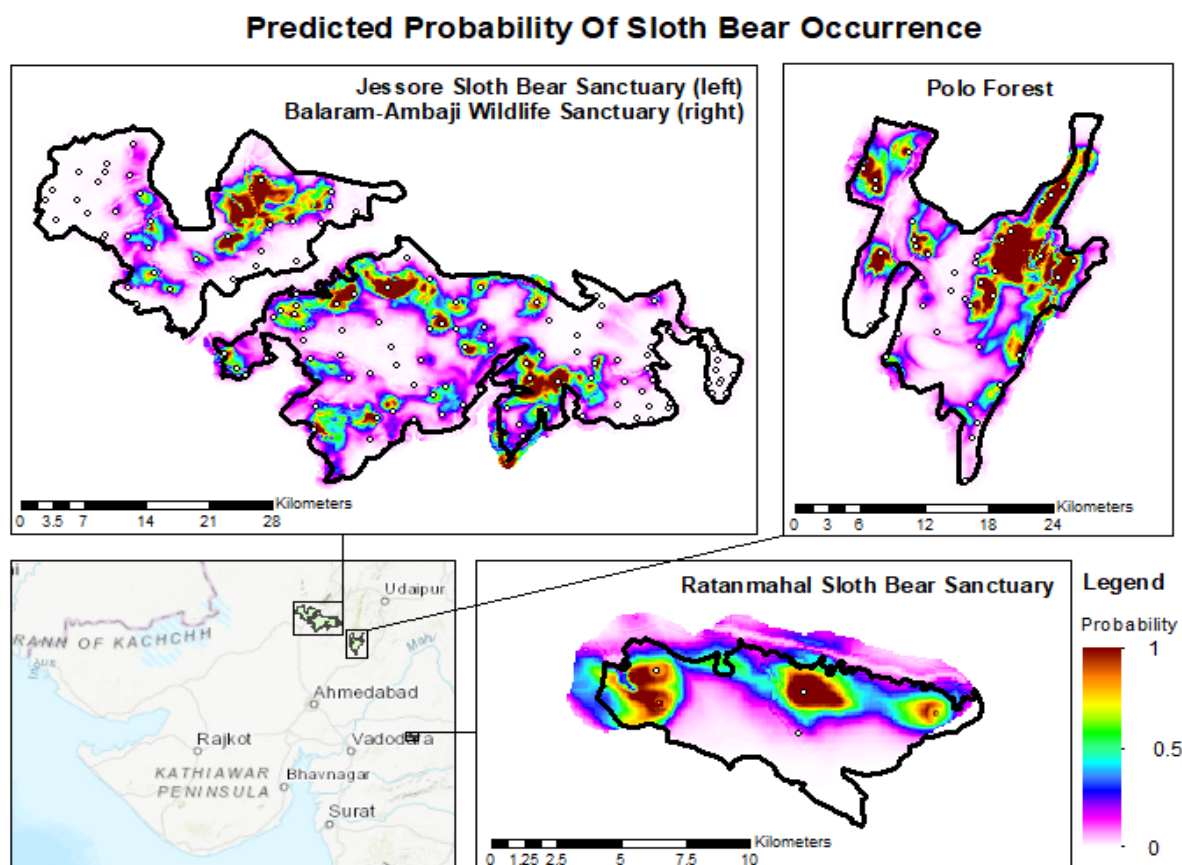 Predicted Probability Of Sloth Bear Occurrence
Jessore Sloth Bear Sanctuary (left)
Balaram-Ambaji Wildlife Sanctuary (right)
Kilometers
0 3.5 7 14 21 28
Polo Forest
Kilometers
0 3 6 12 18 24
Udaipur
RANN OF KACHCHH
Mahi
Indus
Ahmedabad
Rajkot
Vadodara
KATHIAWAR
PENINSULA
Bhavnagar
Surat
Ratanmahal Sloth Bear Sanctuary
Kilometers
0 1.25 2.5 5 7.5 10
Legend
Probability
1
0.5
0